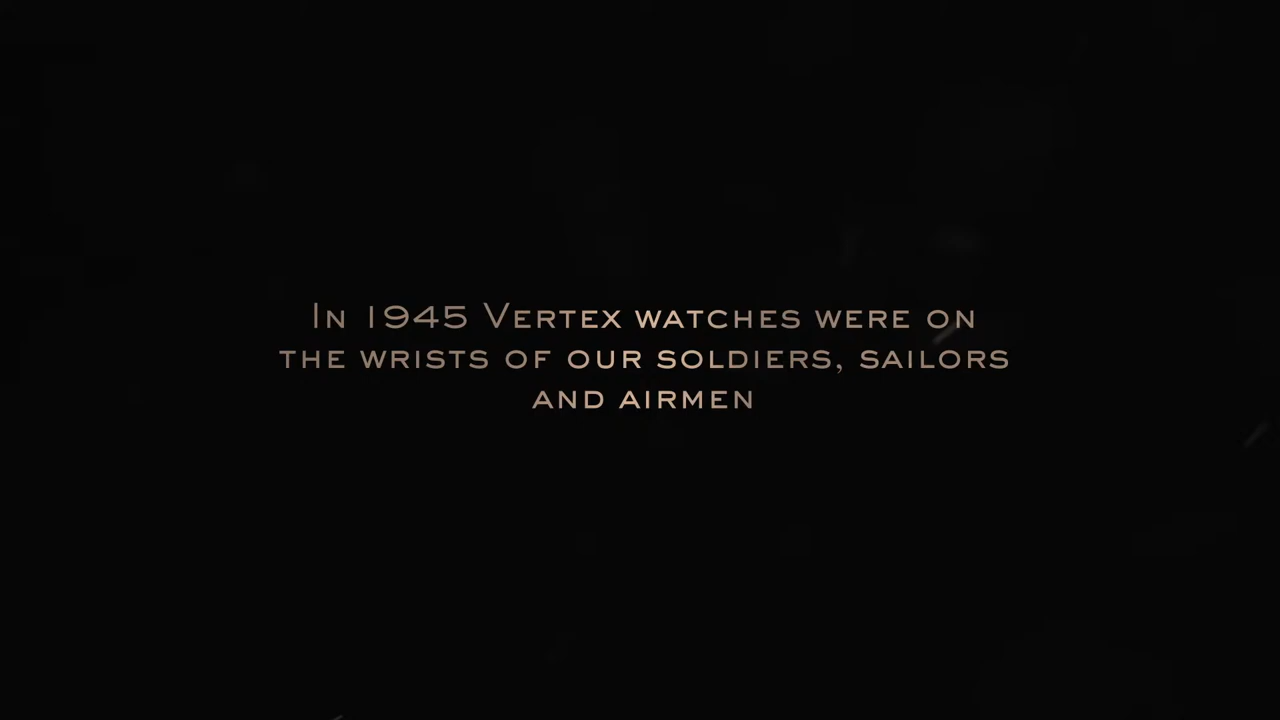 In 1945 Vertex watches were on
the wrists of our soldiers, sailors
and airmen